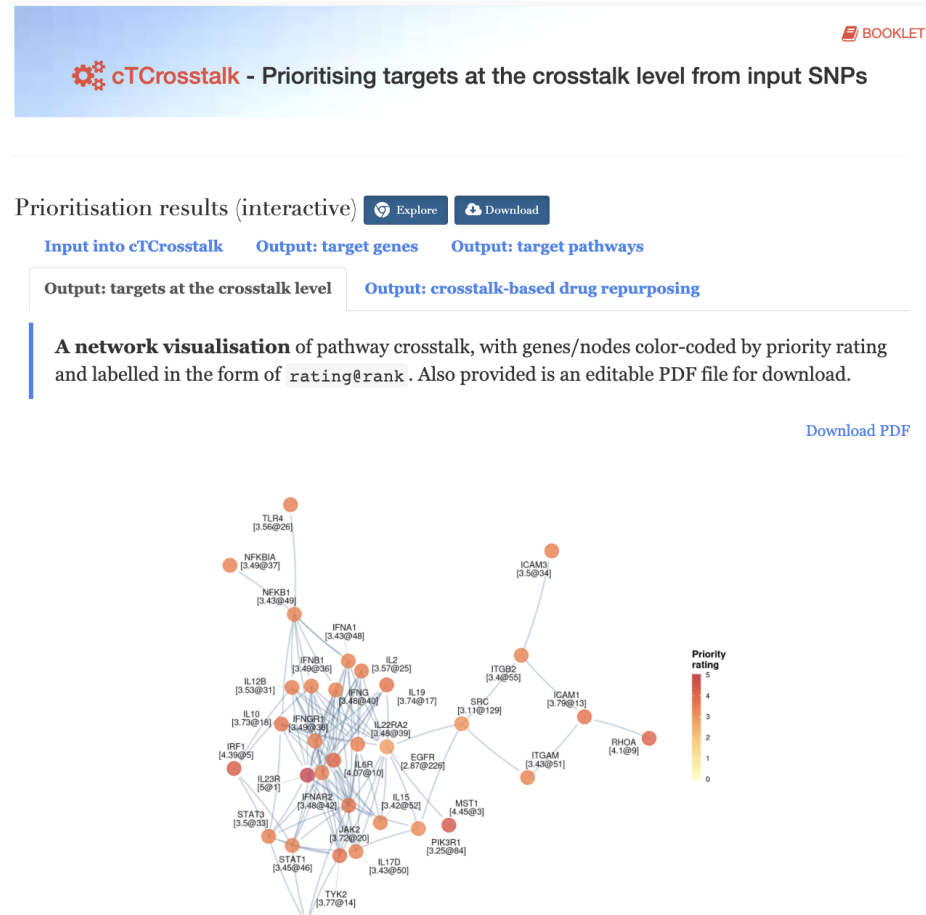 BOOKLET
cTCrosstalk - Prioritising targets at the crosstalk level from input SNPs
Prioritisation results (interactive) Explore Download
Input into cTCrosstalk Output: target genes Output: target pathways
Output: targets at the crosstalk level Output: crosstalk-based drug repurposing
A network visualisation of pathway crosstalk, with genes/nodes color-coded by priority rating
and labelled in the form of rating@rank. Also provided is an editable PDF file for download.
Download PDF
TLR4
[3.56@26]
NFKBIA
[3.49@37]
ICAM3
[3.5@34]
NFKB1
[3.43@49]
IFNA1
[3.43@48]
IFNB1
[3.49@36]
IL2
[3.57@25]
ITGB2
[3.4@55]
Priority
rating
5
4
3
2
1
0
IL12B
[3.53@31]
IFNG
[3.48@40]
IL19
[3.74@17]
SRC
[3.11@129]
ICAM1
[3.79@13]
IL10
[3.73@18]
IFNGR1
[3.49@38]
IL22RA2
[3.48@39]
RHOA
[4.1@9]
IRF1
[4.39@5]
IL6R
[4.07@10]
EGFR
[2.87@226]
ITGAM
[3.43@51]
IL23R
[5@1]
IFNAR2
[3.48@42]
IL15
[3.42@52]
MST1
[4.45@3]
STAT3
[3.5@33]
JAK2
[3.72@20]
PIK3R1
[3.25@84]
STAT1
[3.45@46]
IL17D
[3.43@50]
TYK2
[3.77@14]